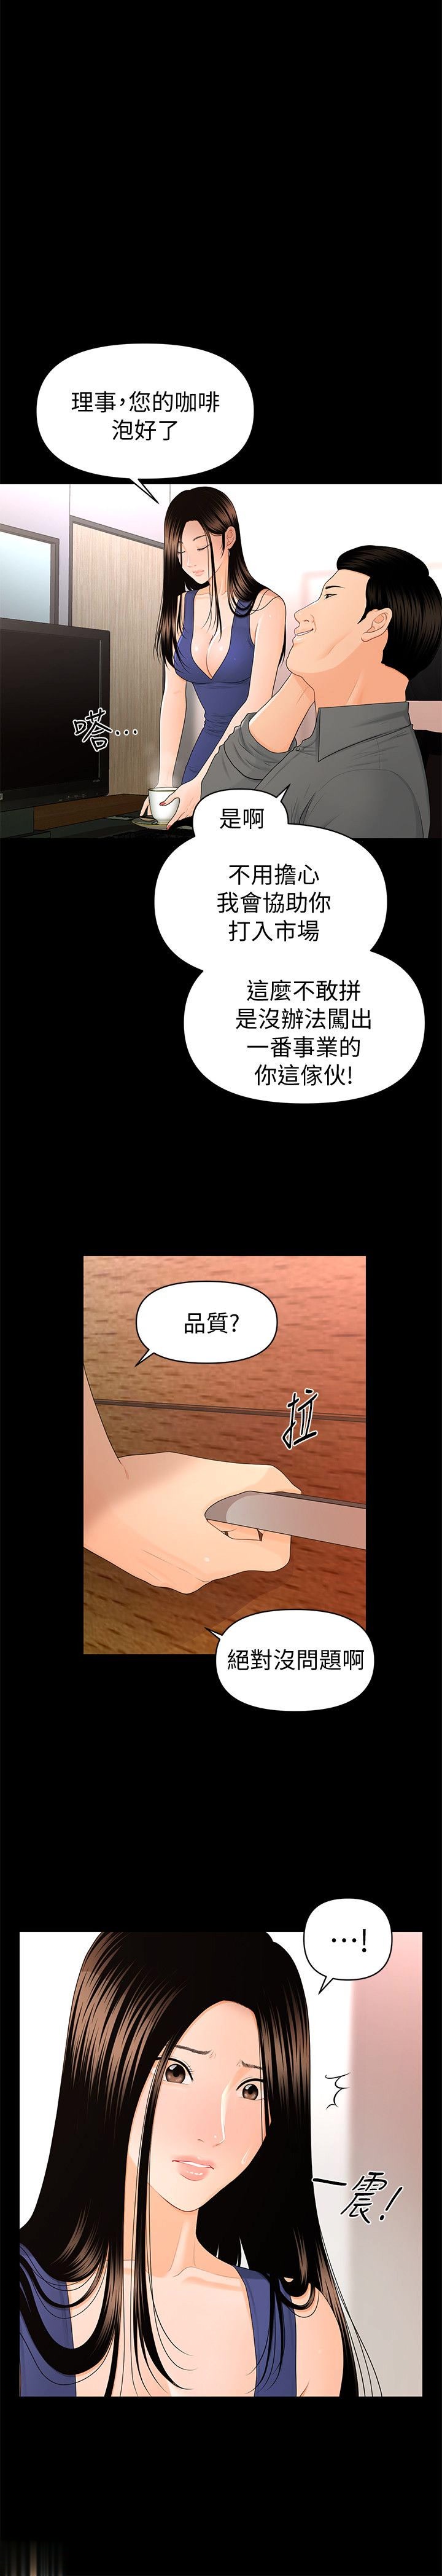 理事，您的咖啡
泡好了
嗒…
是啊
不用擔心
我會協助你
打入市場
這麼不敢拼
是沒辦法闖出
一番事業的
你這傢伙!
品質?
拉
絕對沒問題啊
…!
一震!